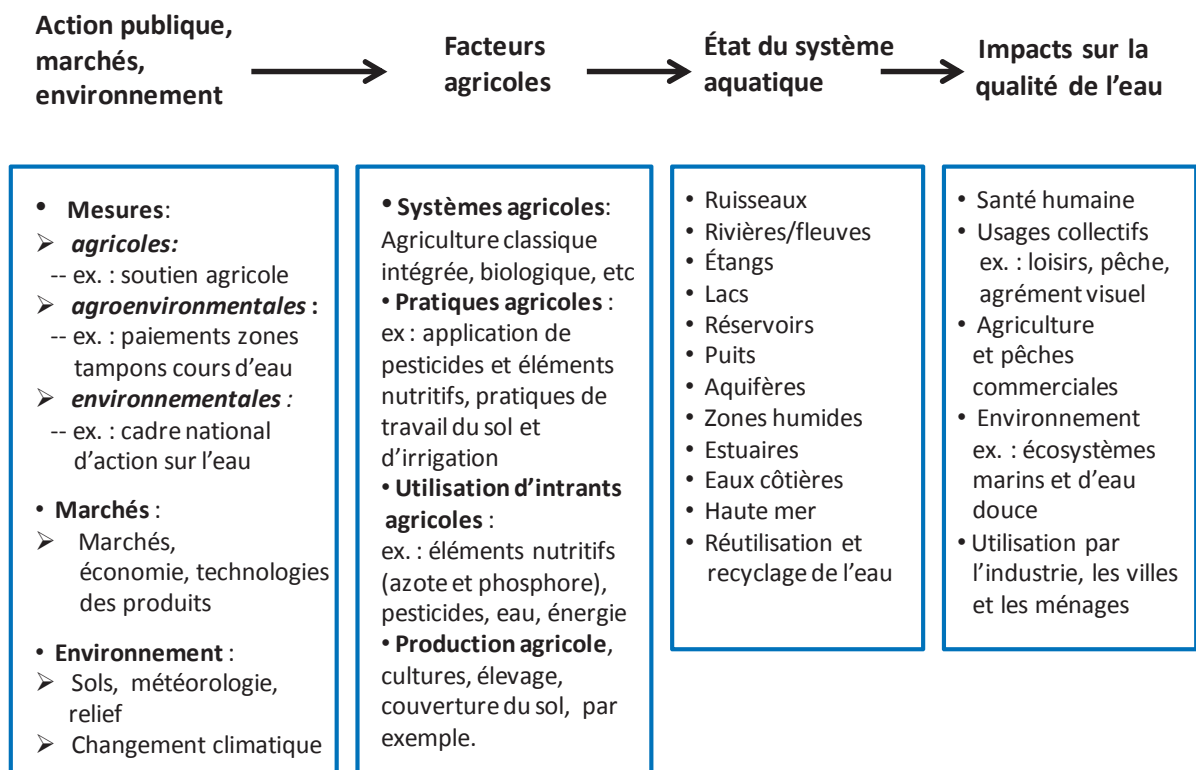 Action publique,
marchés,
environnement
Facteurs
agricoles
État du système
aquatique
Impacts sur la
qualité de l’eau
• Mesures:
➢ agricoles:
-- ex. : soutien agricole
➢ agroenvironmentales :
-- ex. : paiements zones
tampons cours d’eau
➢ environnementales :
-- ex. : cadre national
d’action sur l’eau
• Marchés :
➢ Marchés,
économie, technologies
des produits
• Environnement :
➢ Sols, météorologie,
relief
➢ Changement climatique
• Systèmes agricoles:
Agriculture classique
intégrée, biologique, etc
• Pratiques agricoles :
ex : application de
pesticides et éléments
nutritifs, pratiques de
travail du sol et
d’irrigation
• Utilisation d’intrants
agricoles :
ex. : éléments nutritifs
(azote et phosphore),
pesticides, eau, énergie
• Production agricole,
cultures, élevage,
couverture du sol, par
exemple.
• Ruisseaux
• Rivières/fleuves
• Étangs
• Lacs
• Réservoirs
• Puits
• Aquifères
• Zones humides
• Estuaires
• Eaux côtières
• Haute mer
• Réutilisation et
recyclage de l’eau
• Santé humaine
• Usages collectifs
ex. : loisirs, pêche,
agrément visuel
• Agriculture
et pêches
commerciales
• Environnement
ex. : écosystèmes
marins et d’eau
douce
• Utilisation par
l’industrie, les villes
et les ménages